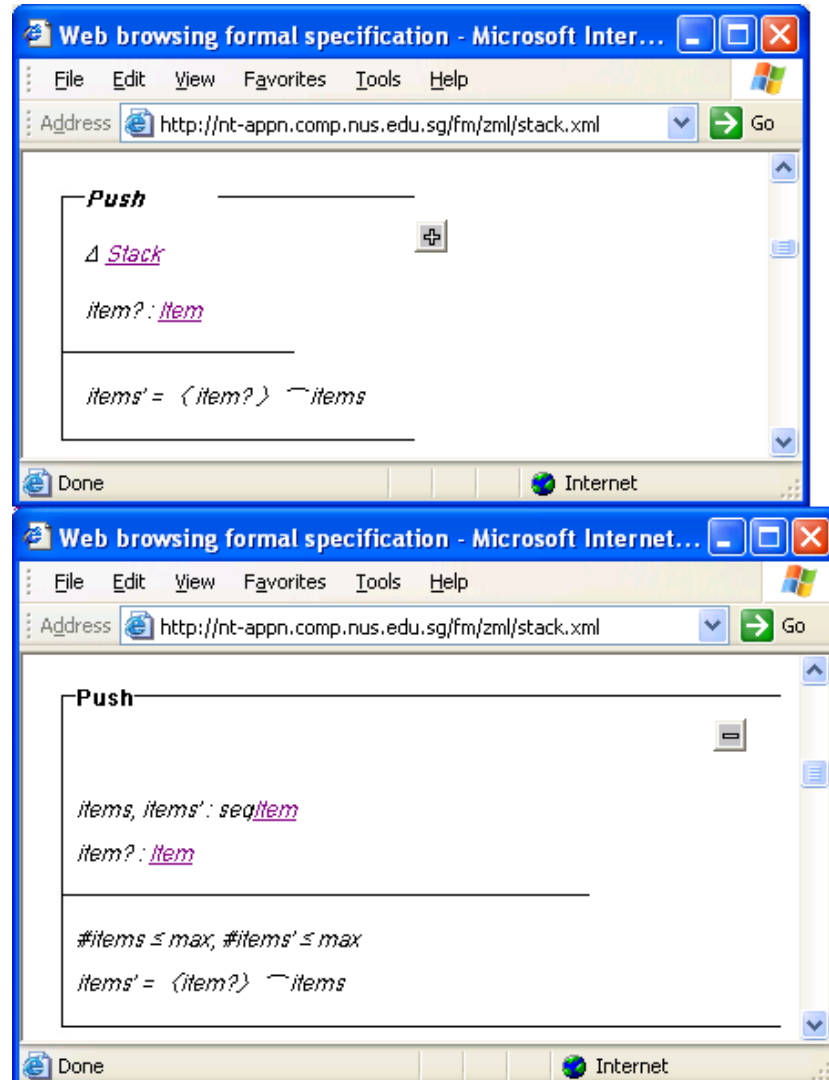 Web browsing formal specification - Microsoft Inter...
File Edit View Favorites Tools Help
Address http://nt-appn.comp.nus.edu.sg/fm/zml/stack.xml Go
Push
Δ Stack
item? : Item
items' = 〈 item? 〉 ⌒ items
Done Internet
Web browsing formal specification - Microsoft Internet...
File Edit View Favorites Tools Help
Address http://nt-appn.comp.nus.edu.sg/fm/zml/stack.xml Go
Push
items, items' : seqItem
item? : Item
#items ≤ max, #items' ≤ max
items' = 〈item?〉 ⌒ items
Done Internet